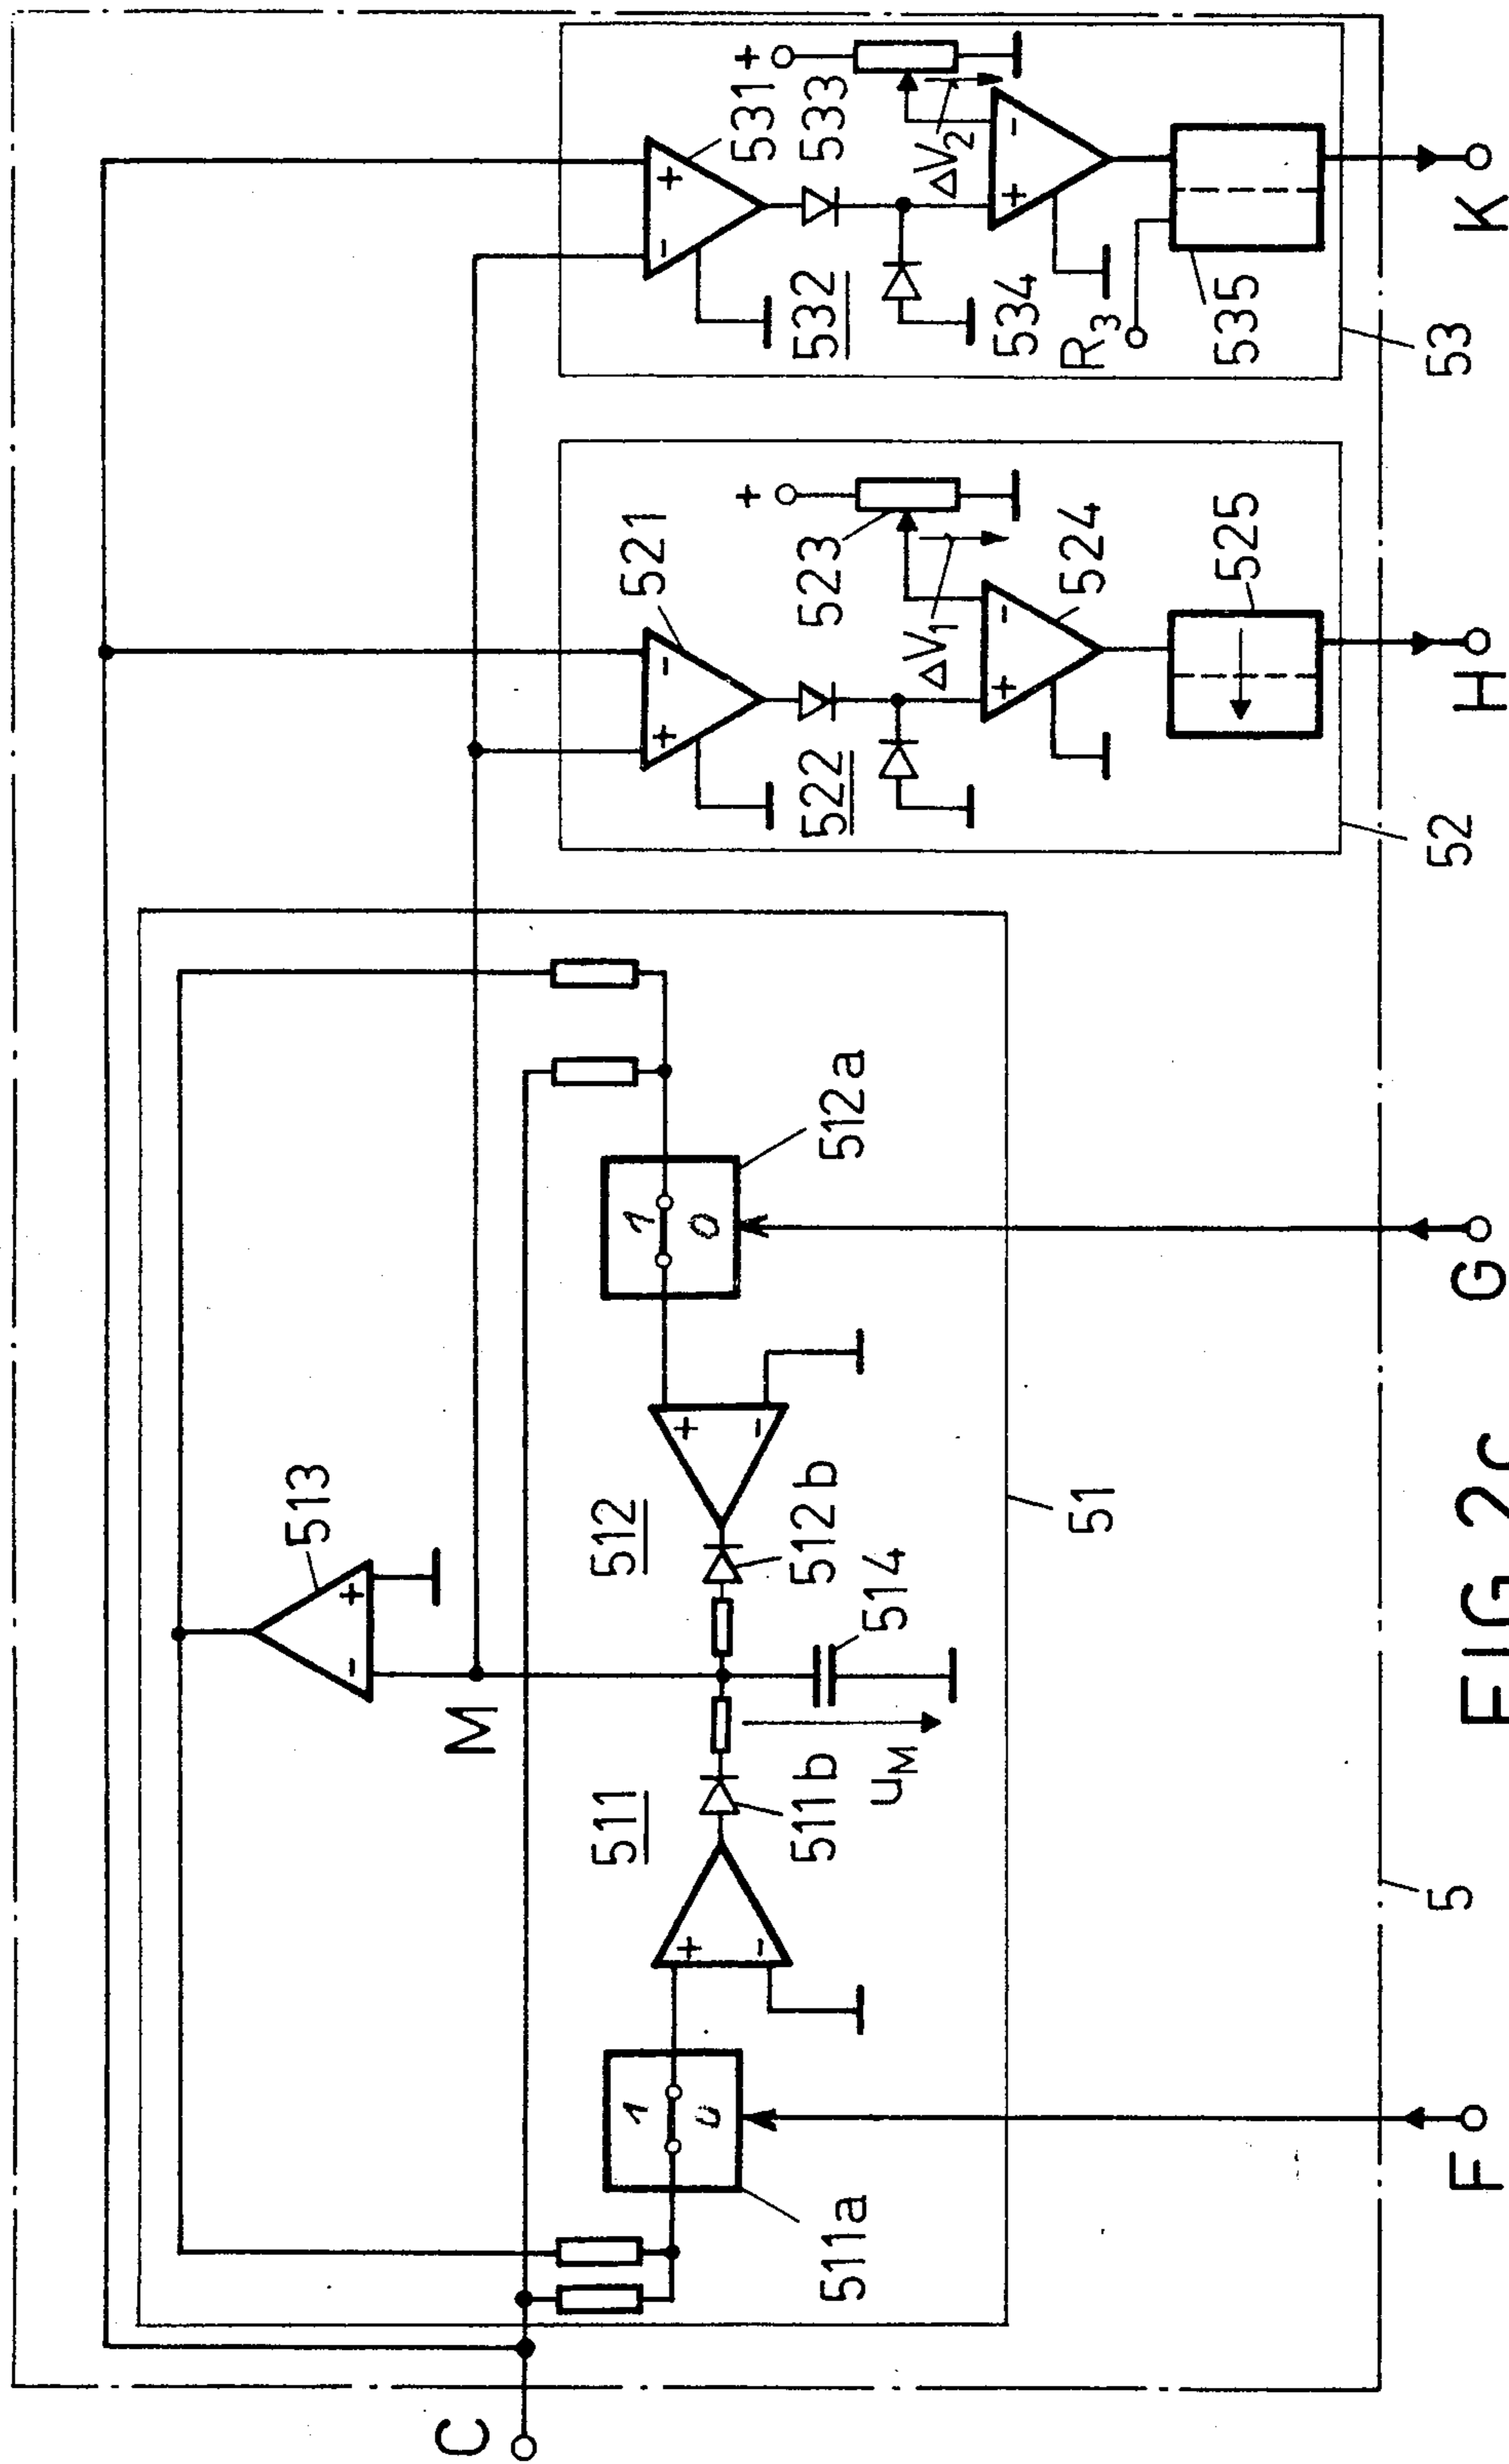 C
F
G
H
K
M
5
51
52
53
511
511a
511b
512
512a
512b
513
514
uM
1
0
1
0
+
-
+
-
+
-
521
522
523
524
525
ΔV1
+
+
-
+
-
531
532
533
534
535
ΔV2
R3
+
-
+
+
-
FIG 2c